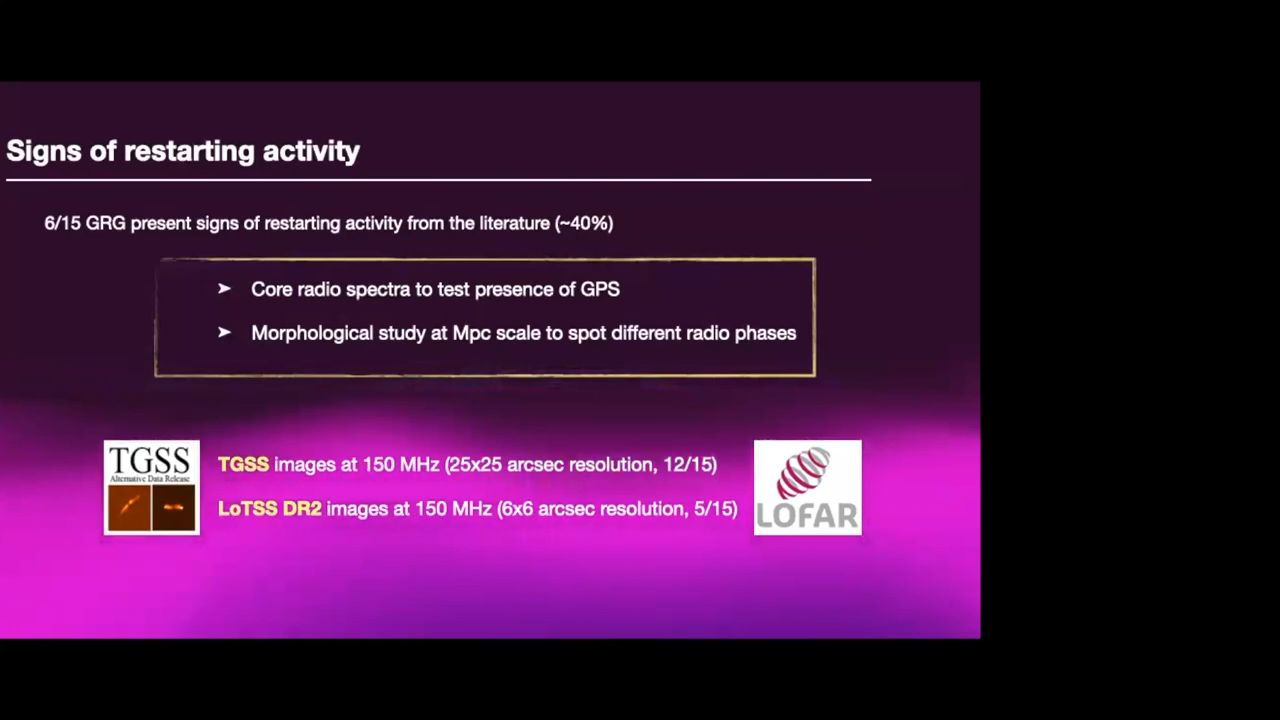 Signs of restarting activity
6/15 GRG present signs of restarting activity from the literature (~40%)
➤ Core radio spectra to test presence of GPS
➤ Morphological study at Mpc scale to spot different radio phases
TGSS
Alternative Data Release
TGSS images at 150 MHz (25x25 arcsec resolution, 12/15)
LoTSS DR2 images at 150 MHz (6x6 arcsec resolution, 5/15)
LOFAR